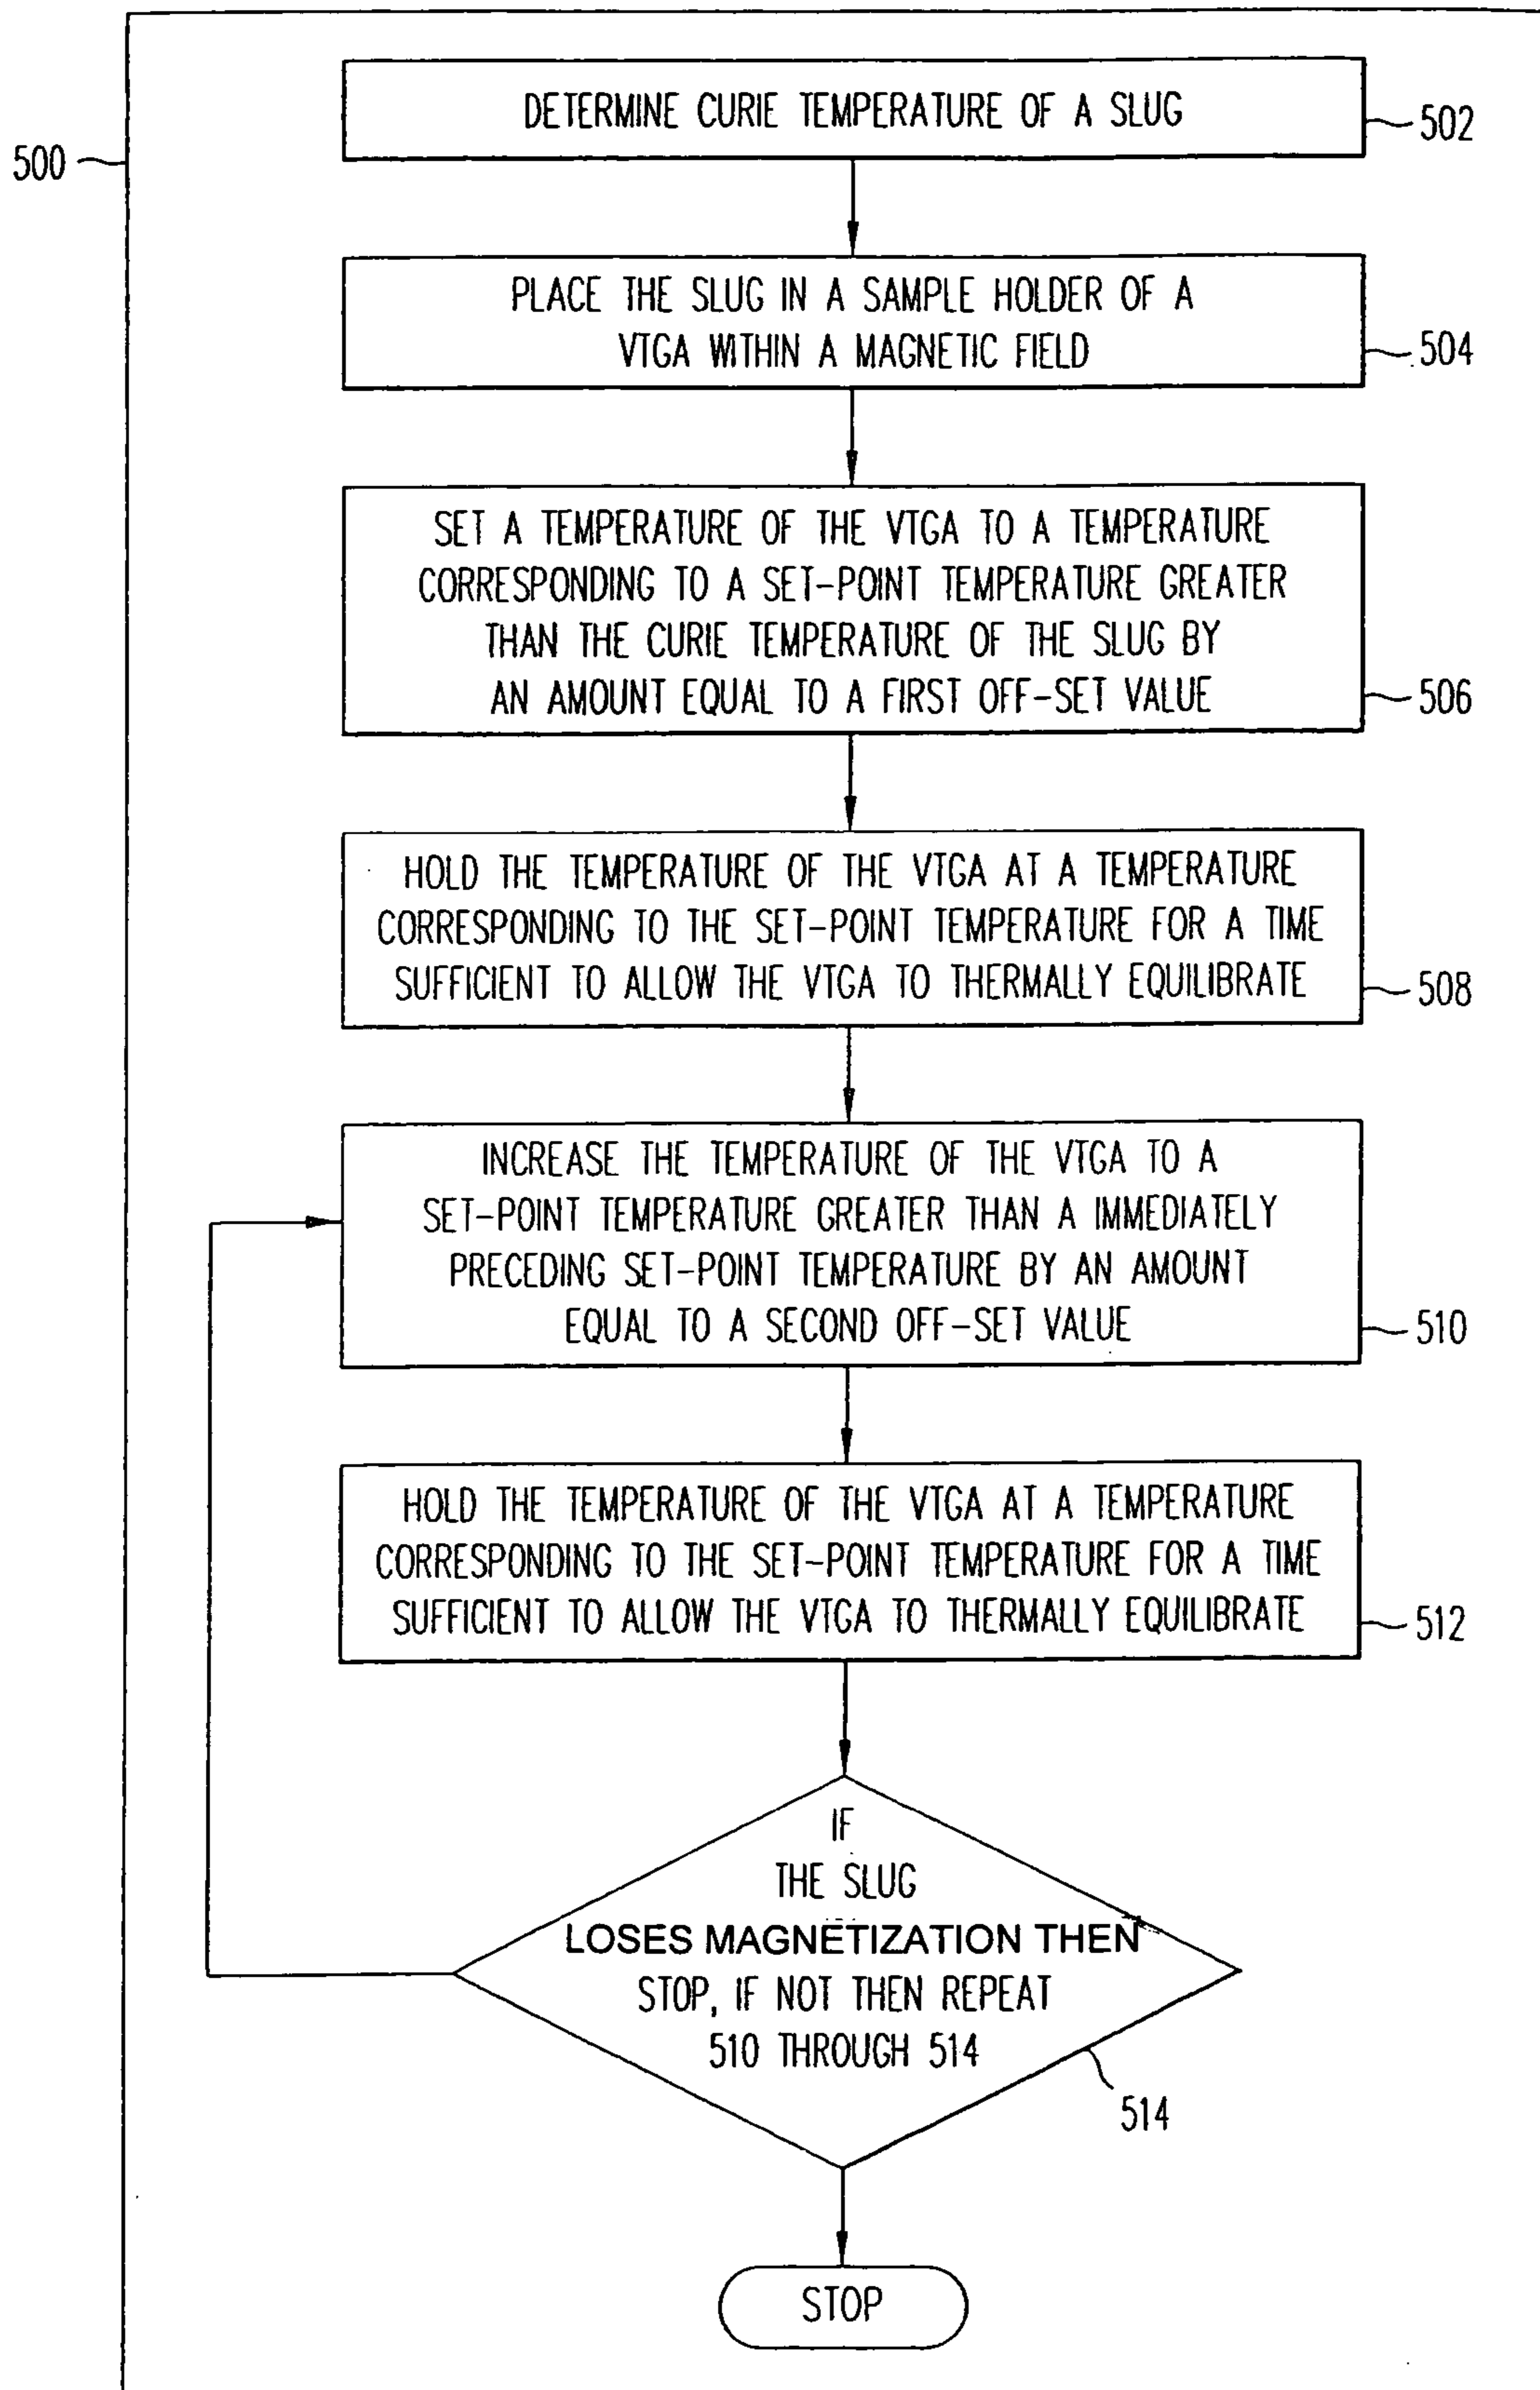 500
DETERMINE CURIE TEMPERATURE OF A SLUG
502
PLACE THE SLUG IN A SAMPLE HOLDER OF A
VTGA WITHIN A MAGNETIC FIELD
504
SET A TEMPERATURE OF THE VTGA TO A TEMPERATURE
CORRESPONDING TO A SET-POINT TEMPERATURE GREATER
THAN THE CURIE TEMPERATURE OF THE SLUG BY
AN AMOUNT EQUAL TO A FIRST OFF-SET VALUE
506
HOLD THE TEMPERATURE OF THE VTGA AT A TEMPERATURE
CORRESPONDING TO THE SET-POINT TEMPERATURE FOR A TIME
SUFFICIENT TO ALLOW THE VTGA TO THERMALLY EQUILIBRATE
508
INCREASE THE TEMPERATURE OF THE VTGA TO A
SET-POINT TEMPERATURE GREATER THAN A IMMEDIATELY
PRECEDING SET-POINT TEMPERATURE BY AN AMOUNT
EQUAL TO A SECOND OFF-SET VALUE
510
HOLD THE TEMPERATURE OF THE VTGA AT A TEMPERATURE
CORRESPONDING TO THE SET-POINT TEMPERATURE FOR A TIME
SUFFICIENT TO ALLOW THE VTGA TO THERMALLY EQUILIBRATE
512
IF
THE SLUG
LOSES MAGNETIZATION THEN
STOP, IF NOT THEN REPEAT
510 THROUGH 514
514
STOP